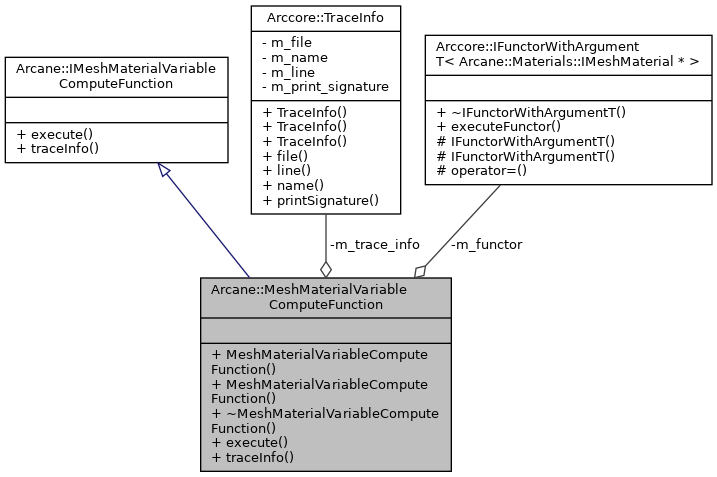 Arccore::TraceInfo
- m_file
- m_name
- m_line
- m_print_signature
+ TraceInfo()
+ TraceInfo()
+ TraceInfo()
+ file()
+ line()
+ name()
+ printSignature()
Arccore::IFunctorWithArgument
T< Arcane::Materials::IMeshMaterial * >
+ ~IFunctorWithArgumentT()
+ executeFunctor()
# IFunctorWithArgumentT()
# IFunctorWithArgumentT()
# operator=()
Arcane::IMeshMaterialVariable
ComputeFunction
+ execute()
+ traceInfo()
-m_trace_info
-m_functor
Arcane::MeshMaterialVariable
ComputeFunction
+ MeshMaterialVariableCompute
Function()
+ MeshMaterialVariableCompute
Function()
+ ~MeshMaterialVariableCompute
Function()
+ execute()
+ traceInfo()